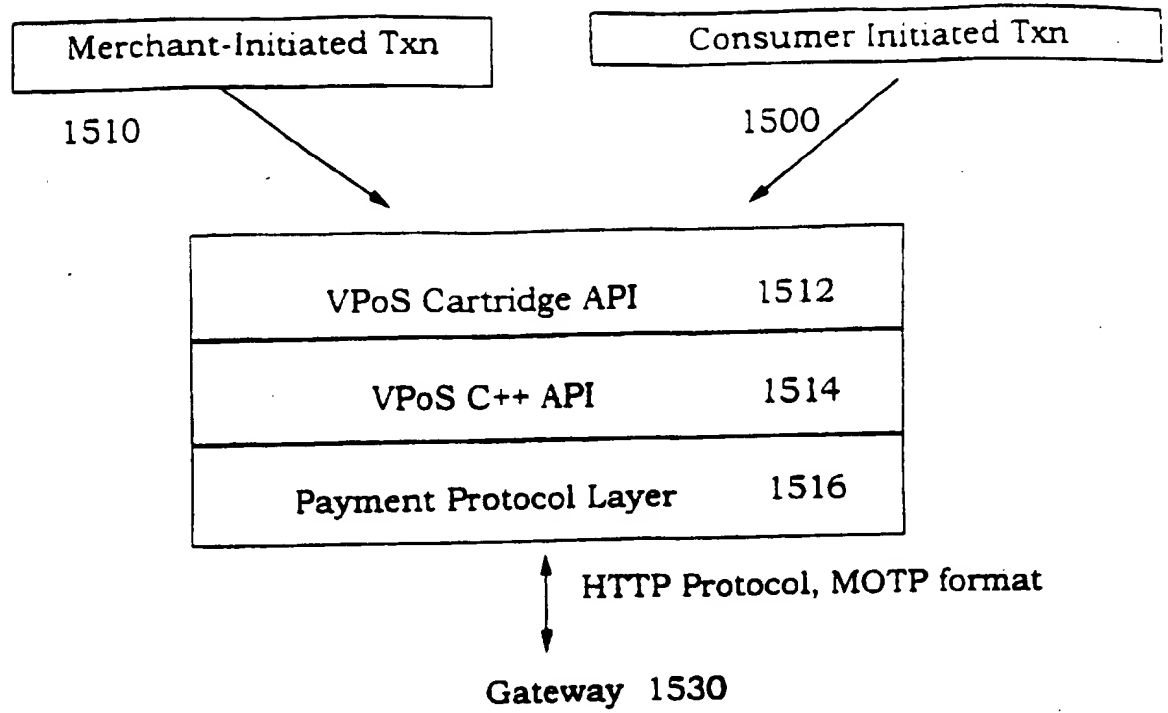 Merchant-Initiated Txn
Consumer Initiated Txn
1510
1500
VPoS Cartridge API 1512
VPoS C++ API 1514
Payment Protocol Layer 1516
HTTP Protocol, MOTP format
Gateway 1530